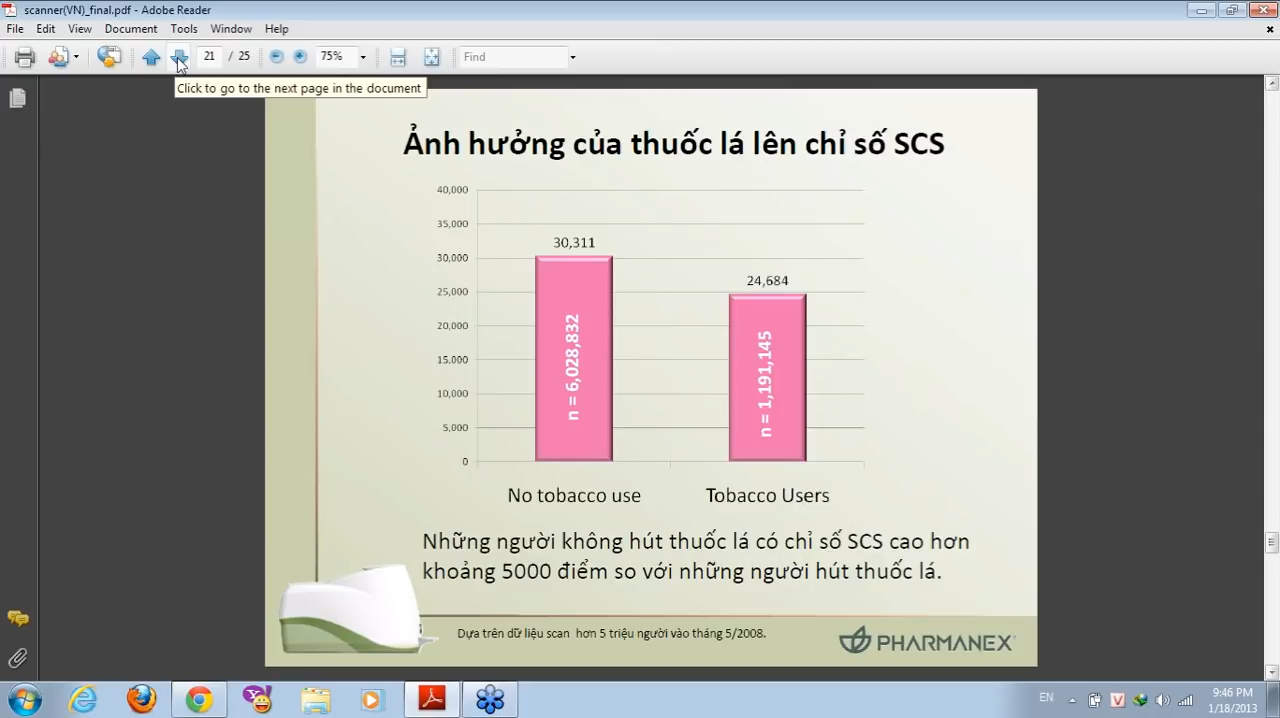 scanner(VN)_final.pdf - Adobe Reader
File Edit View Document Tools Window Help
21 / 25 75% Find
Click to go to the next page in the document
Ảnh hưởng của thuốc lá lên chỉ số SCS
40,000
35,000
30,000
25,000
20,000
15,000
10,000
5,000
0
30,311
24,684
n = 6,028,832
n = 1,191,145
No tobacco use
Tobacco Users
Những người không hút thuốc lá có chỉ số SCS cao hơn
khoảng 5000 điểm so với những người hút thuốc lá.
Dựa trên dữ liệu scan hơn 5 triệu người vào tháng 5/2008.
PHARMANEX
EN
9:46 PM
1/18/2013